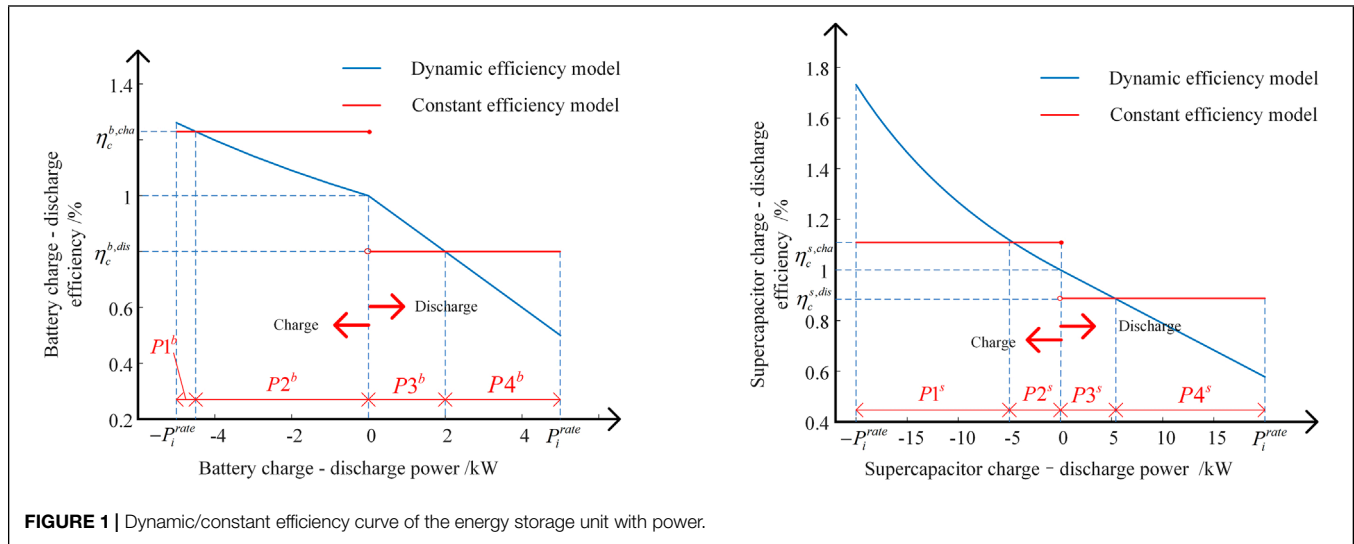 Dynamic efficiency model
Constant efficiency model
Battery charge - discharge
efficiency /%
1.4
η_c^{b,cha}
1
η_c^{b,dis}
0.6
0.4
0.2
Discharge
Charge
P1^b
P2^b
P3^b
P4^b
−P_i^{rate}
-4
-2
0
2
4
P_i^{rate}
Battery charge - discharge power /kW
Dynamic efficiency model
Constant efficiency model
Supercapacitor charge - discharge
efficiency /%
1.8
1.6
1.4
1.2
η_c^{s,cha}
1
η_c^{s,dis}
0.8
0.6
0.4
Discharge
Charge
P1^s
P2^s
P3^s
P4^s
−P_i^{rate}
-15
-10
-5
0
5
10
15
P_i^{rate}
Supercapacitor charge - discharge power /kW
FIGURE 1 | Dynamic/constant efficiency curve of the energy storage unit with power.